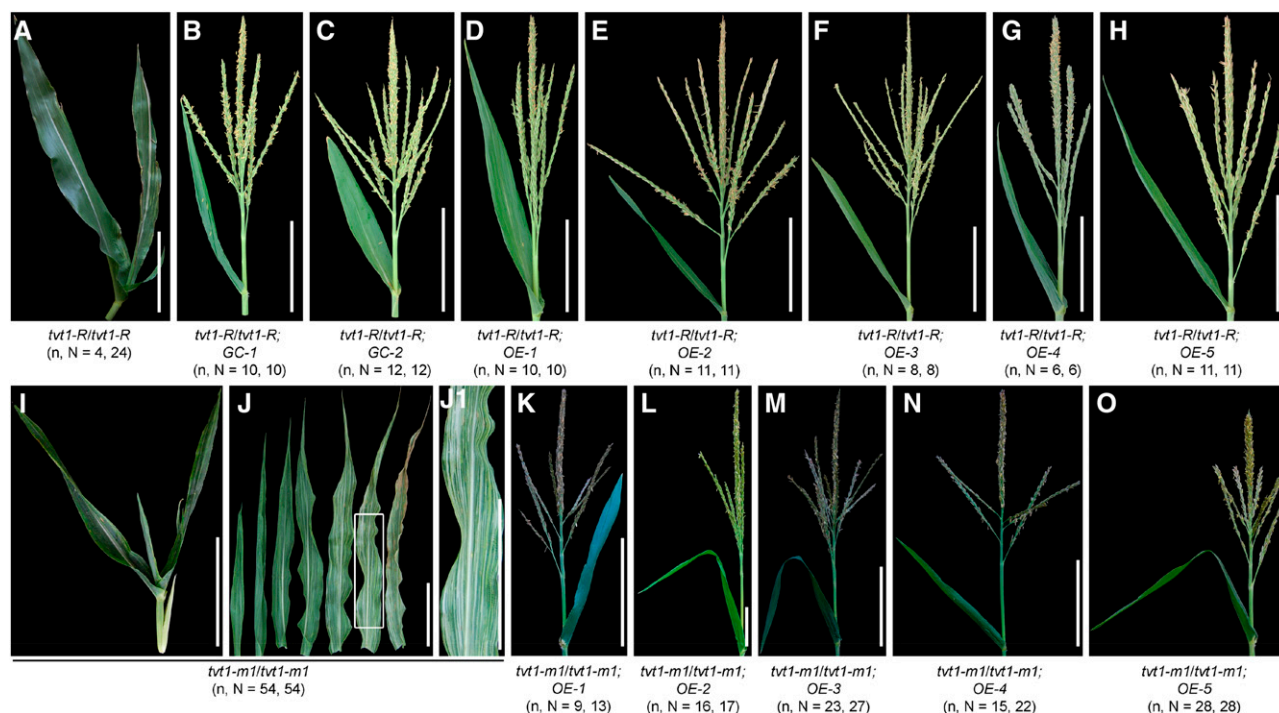 A B C D E F G H
tvt1-R/tvt1-R tvt1-R/tvt1-R; tvt1-R/tvt1-R; tvt1-R/tvt1-R; tvt1-R/tvt1-R; tvt1-R/tvt1-R; tvt1-R/tvt1-R; tvt1-R/tvt1-R;
(n, N = 4, 24) GC-1 GC-2 OE-1 OE-2 OE-3 OE-4 OE-5
(n, N = 10, 10) (n, N = 12, 12) (n, N = 10, 10) (n, N = 11, 11) (n, N = 8, 8) (n, N = 6, 6) (n, N = 11, 11)
I J J1 K L M N O
tvt1-m1/tvt1-m1 tvt1-m1/tvt1-m1; tvt1-m1/tvt1-m1; tvt1-m1/tvt1-m1; tvt1-m1/tvt1-m1; tvt1-m1/tvt1-m1;
(n, N = 54, 54) OE-1 OE-2 OE-3 OE-4 OE-5
(n, N = 9, 13) (n, N = 16, 17) (n, N = 23, 27) (n, N = 15, 22) (n, N = 28, 28)